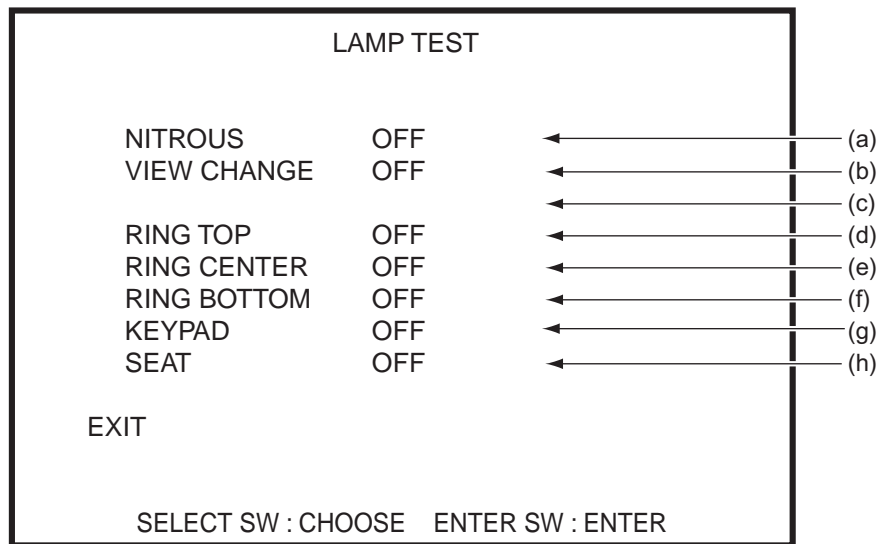 LAMP TEST
NITROUS OFF (a)
VIEW CHANGE OFF (b)
(c)
RING TOP OFF (d)
RING CENTER OFF (e)
RING BOTTOM OFF (f)
KEYPAD OFF (g)
SEAT OFF (h)
EXIT
SELECT SW : CHOOSE ENTER SW : ENTER